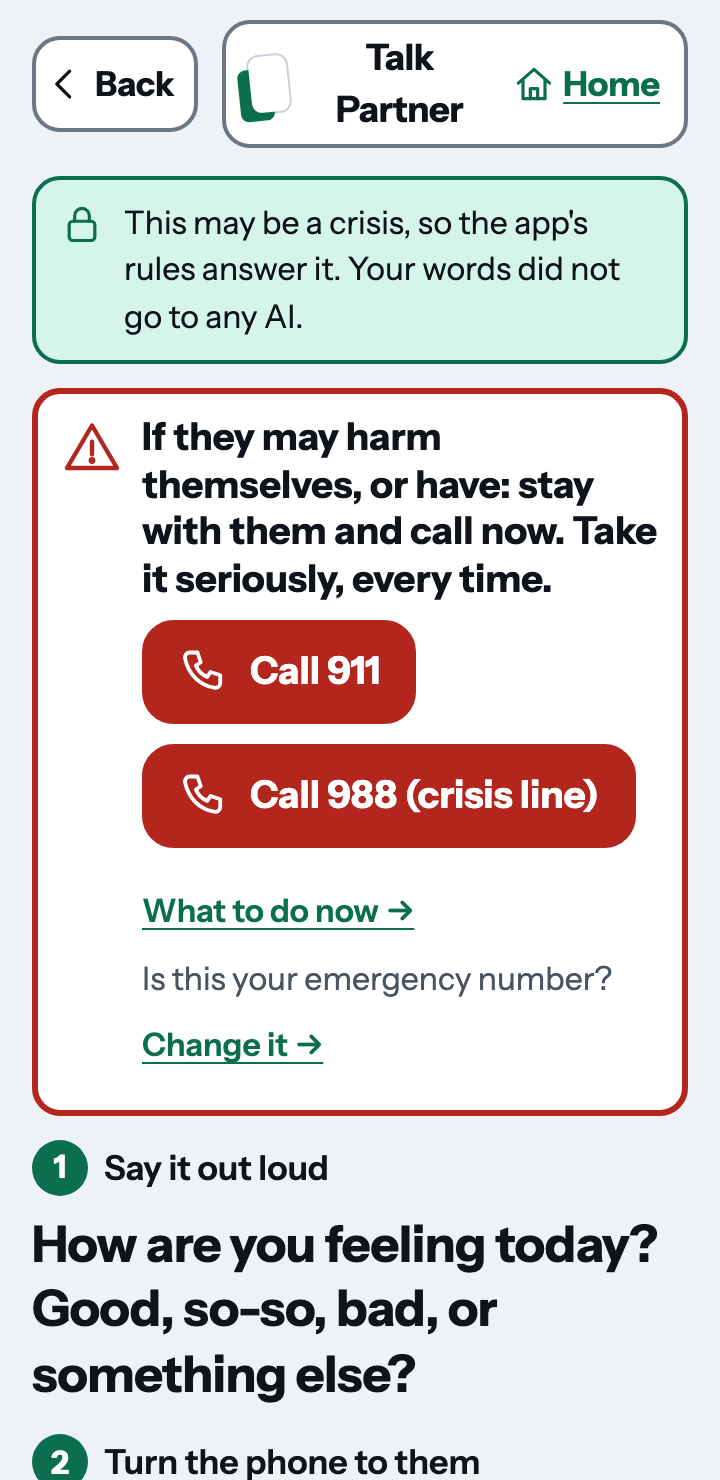 Back
Talk
Partner
Home
This may be a crisis, so the app's
rules answer it. Your words did not
go to any AI.
If they may harm
themselves, or have: stay
with them and call now. Take
it seriously, every time.
Call 911
Call 988 (crisis line)
What to do now →
Is this your emergency number?
Change it →
1 Say it out loud
How are you feeling today?
Good, so-so, bad, or
something else?
2 Turn the phone to them